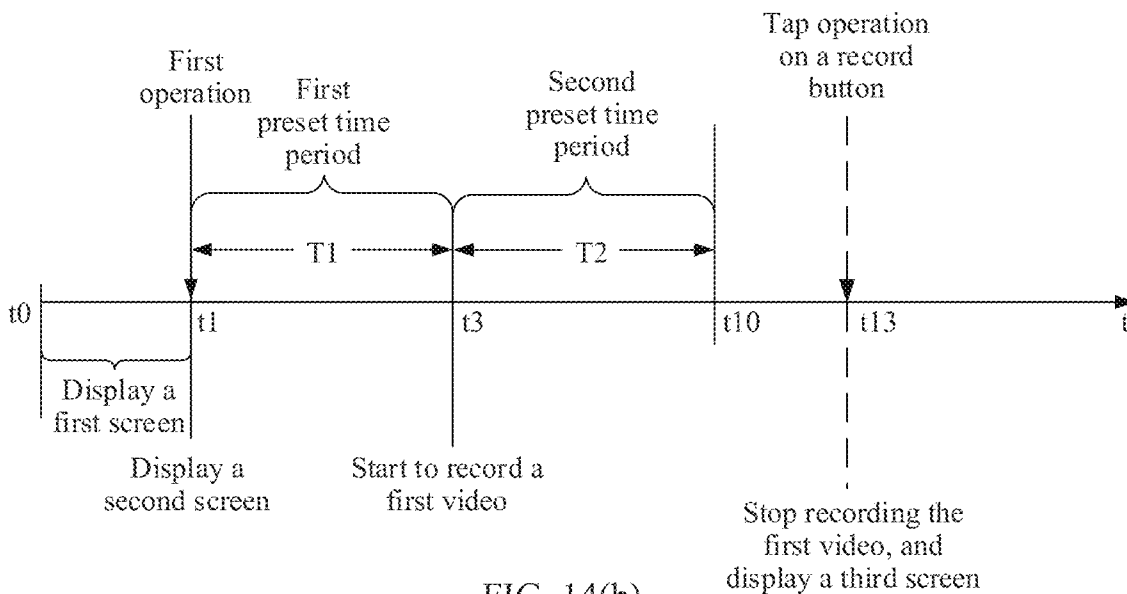 Tap operation
on a record
button
First
operation
First
preset time
period
Second
preset time
period
T1
T2
t0
t1
t3
t10
t13
t
Display a
first screen
Display a
second screen
Start to record a
first video
Stop recording the
first video, and
display a third screen
FIG. 14(b)